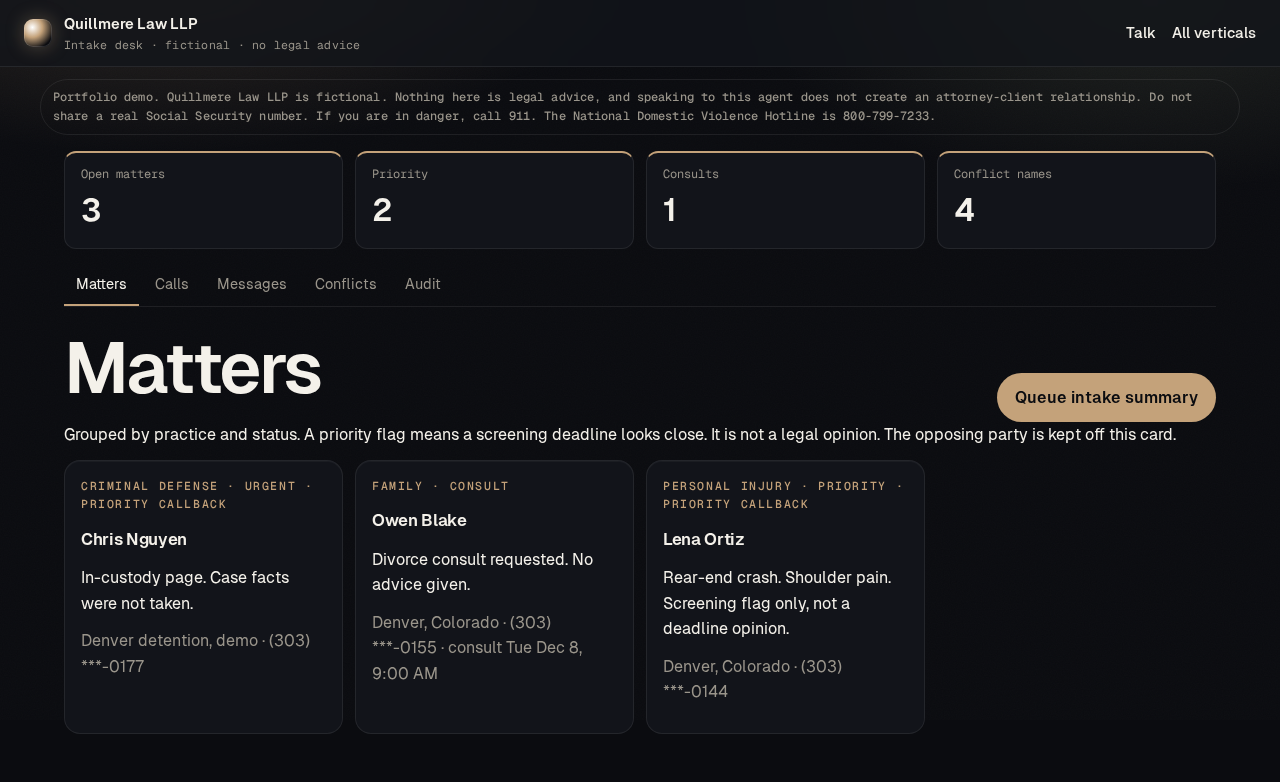 Quillmere Law LLP
Intake desk · fictional · no legal advice
Talk
All verticals
Portfolio demo. Quillmere Law LLP is fictional. Nothing here is legal advice, and speaking to this agent does not create an attorney-client relationship. Do not
share a real Social Security number. If you are in danger, call 911. The National Domestic Violence Hotline is 800-799-7233.
Open matters
3
Priority
2
Consults
1
Conflict names
4
Matters
Calls
Messages
Conflicts
Audit
Matters
Queue intake summary
Grouped by practice and status. A priority flag means a screening deadline looks close. It is not a legal opinion. The opposing party is kept off this card.
CRIMINAL DEFENSE · URGENT ·
PRIORITY CALLBACK
Chris Nguyen
In-custody page. Case facts
were not taken.
Denver detention, demo · (303)
***-0177
FAMILY · CONSULT
Owen Blake
Divorce consult requested. No
advice given.
Denver, Colorado · (303)
***-0155 · consult Tue Dec 8,
9:00 AM
PERSONAL INJURY · PRIORITY ·
PRIORITY CALLBACK
Lena Ortiz
Rear-end crash. Shoulder pain.
Screening flag only, not a
deadline opinion.
Denver, Colorado · (303)
***-0144